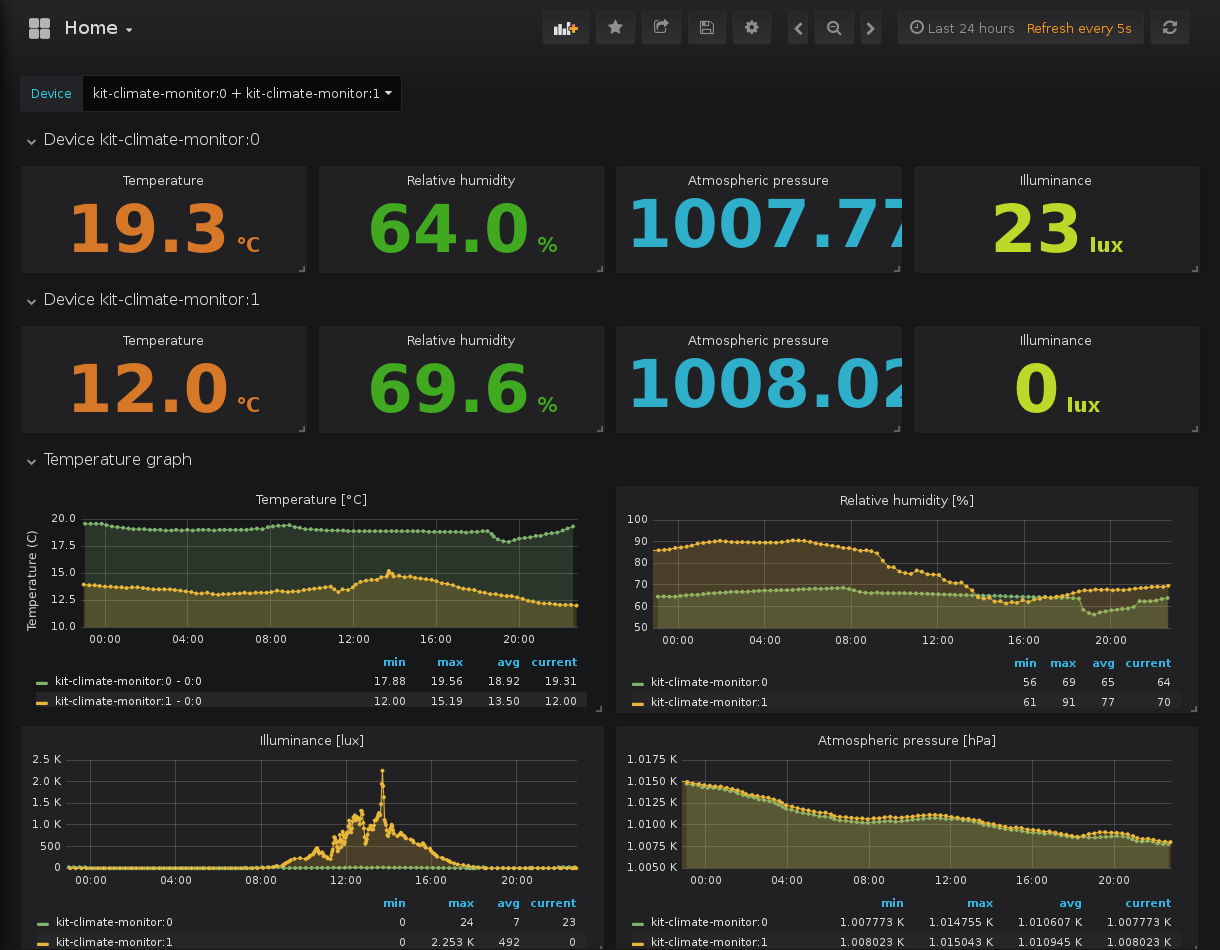 Home
Last 24 hours Refresh every 5s
Device kit-climate-monitor:0 + kit-climate-monitor:1
Device kit-climate-monitor:0
Temperature Relative humidity Atmospheric pressure Illuminance
19.3 °C 64.0 % 1007.77 23 lux
Device kit-climate-monitor:1
Temperature Relative humidity Atmospheric pressure Illuminance
12.0 °C 69.6 % 1008.02 0 lux
Temperature graph
Temperature [°C]
Temperature (C)
20.0
17.5
15.0
12.5
10.0
00:00 04:00 08:00 12:00 16:00 20:00
min max avg current
kit-climate-monitor:0 - 0:0 17.88 19.56 18.92 19.31
kit-climate-monitor:1 - 0:0 12.00 15.19 13.50 12.00
Relative humidity [%]
100
90
80
70
60
50
00:00 04:00 08:00 12:00 16:00 20:00
min max avg current
kit-climate-monitor:0 56 69 65 64
kit-climate-monitor:1 61 91 77 70
Illuminance [lux]
2.5 K
2.0 K
1.5 K
1.0 K
500
0
00:00 04:00 08:00 12:00 16:00 20:00
min max avg current
kit-climate-monitor:0 0 24 7 23
kit-climate-monitor:1 0 2.253 K 492 0
Atmospheric pressure [hPa]
1.0175 K
1.0150 K
1.0125 K
1.0100 K
1.0075 K
1.0050 K
00:00 04:00 08:00 12:00 16:00 20:00
min max avg current
kit-climate-monitor:0 1.007773 K 1.014755 K 1.010607 K 1.007773 K
kit-climate-monitor:1 1.008023 K 1.015043 K 1.010945 K 1.008023 K